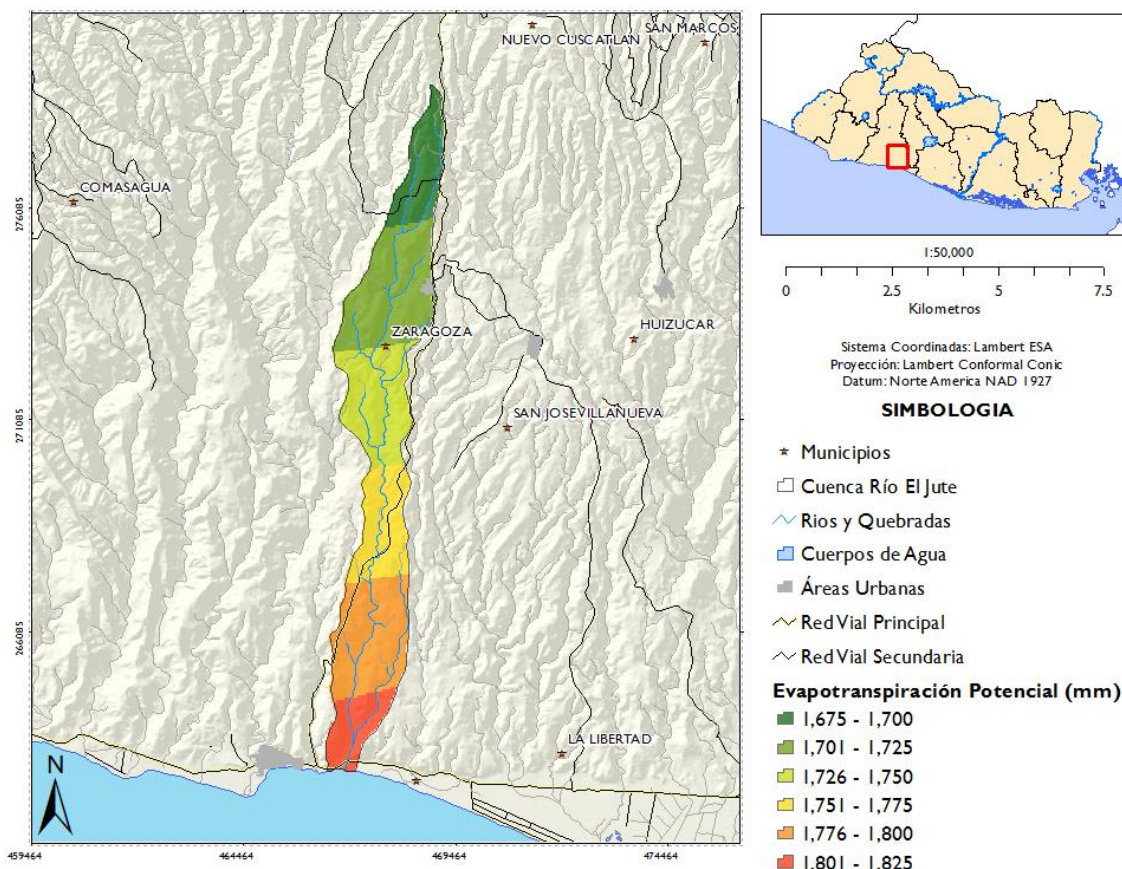 NUEVO CUSCATLAN
SAN MARCOS
COMASAGUA
ZARAGOZA
HUIZUCAR
SAN JOSEVILLANUEVA
LA LIBERTAD
N
276085
271085
266085
459464
464464
469464
474464
1:50,000
0 2.5 5 7.5
Kilometros
Sistema Coordinadas: Lambert ESA
Proyección: Lambert Conformal Conic
Datum: Norte America NAD 1927
SIMBOLOGIA
Municipios
Cuenca Río El Jute
Rios y Quebradas
Cuerpos de Agua
Áreas Urbanas
Red Vial Principal
Red Vial Secundaria
Evapotranspiración Potencial (mm)
1,675 - 1,700
1,701 - 1,725
1,726 - 1,750
1,751 - 1,775
1,776 - 1,800
1,801 - 1,825